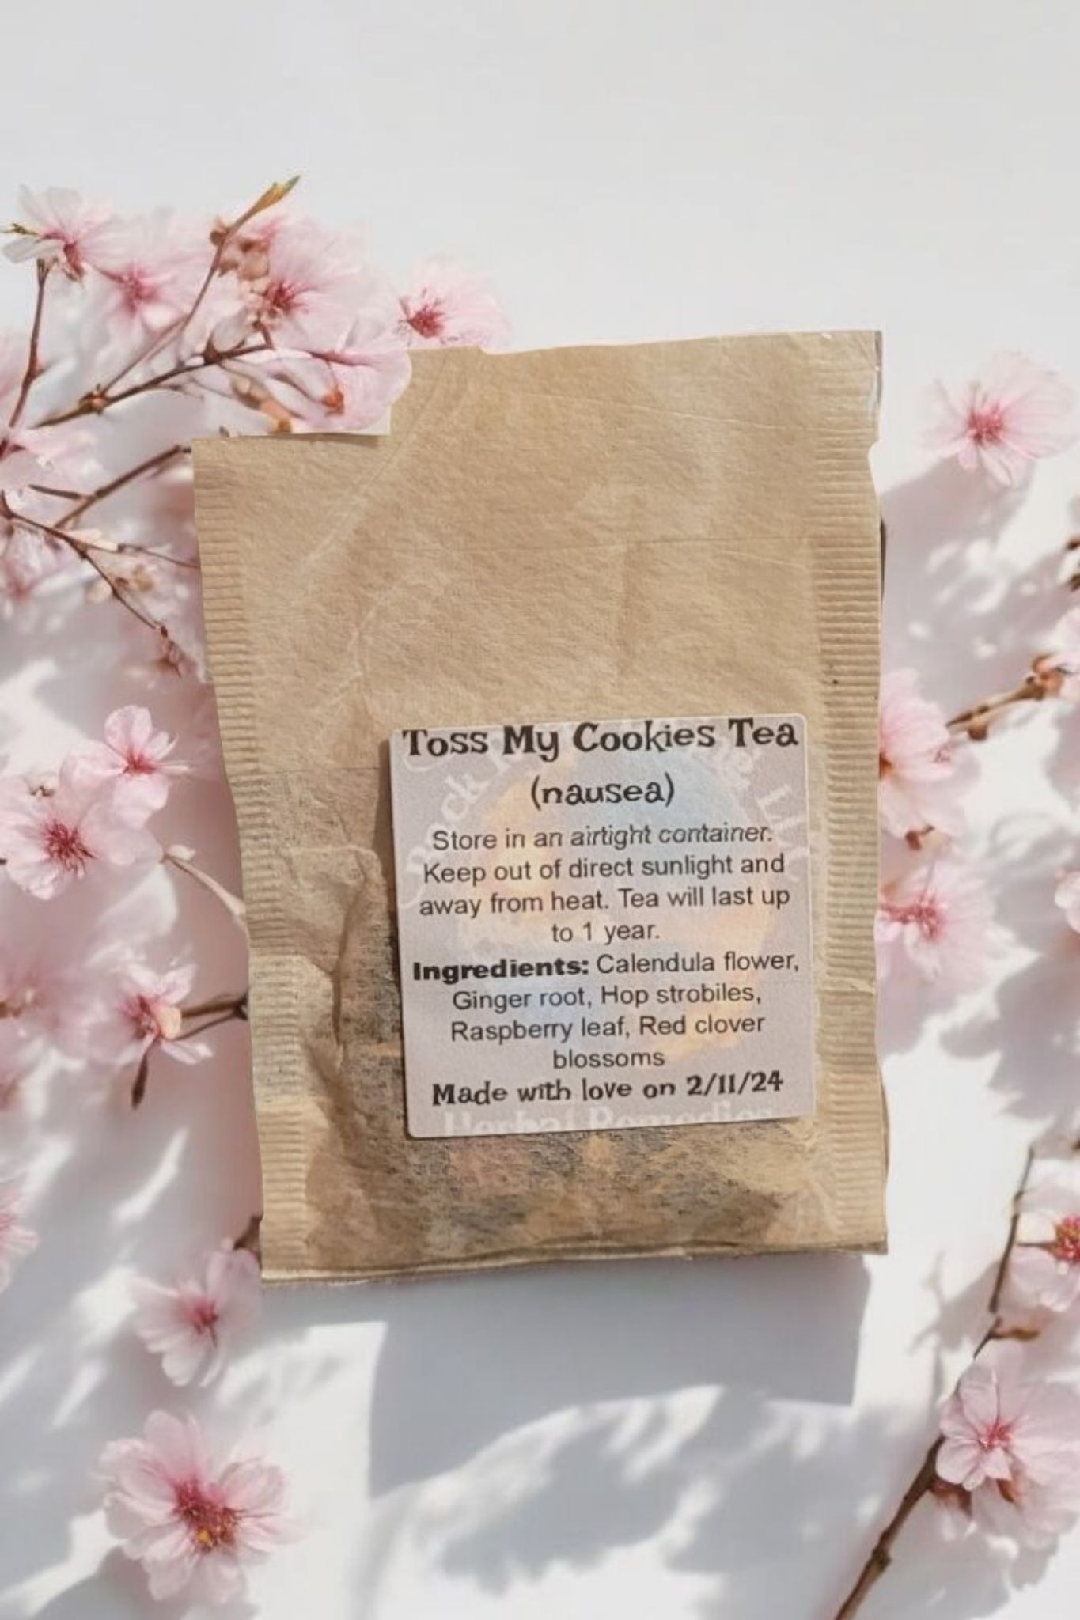 Toss My Cookies Tea
(nausea)
Store in an airtight container.
Keep out of direct sunlight and
away from heat. Tea will last up
to 1 year.
Ingredients: Calendula flower,
Ginger root, Hop strobiles,
Raspberry leaf, Red clover
blossoms
Made with love on 2/11/24
Herbal Remedies